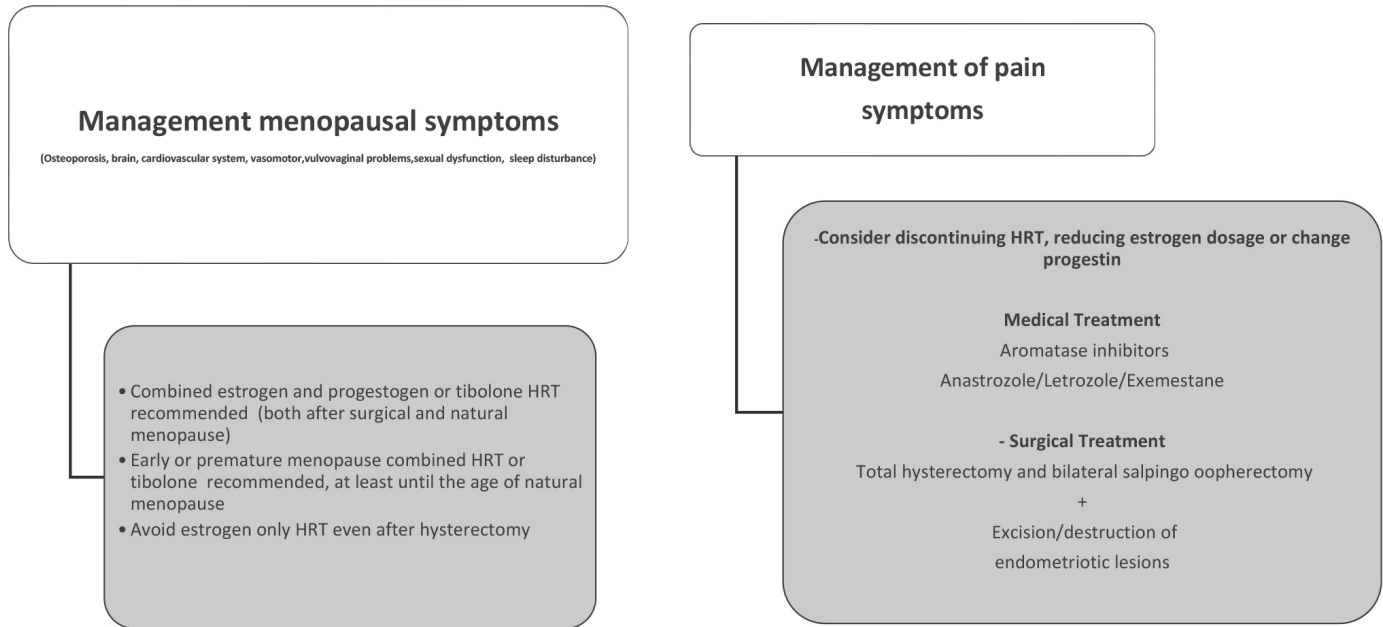 Management menopausal symptoms
(Osteoporosis, brain, cardiovascular system, vasomotor,vulvovaginal problems,sexual dysfunction, sleep disturbance)
• Combined estrogen and progestogen or tibolone HRT
recommended (both after surgical and natural
menopause)
• Early or premature menopause combined HRT or
tibolone recommended, at least until the age of natural
menopause
• Avoid estrogen only HRT even after hysterectomy
Management of pain
symptoms
-Consider discontinuing HRT, reducing estrogen dosage or change
progestin
Medical Treatment
Aromatase inhibitors
Anastrozole/Letrozole/Exemestane
- Surgical Treatment
Total hysterectomy and bilateral salpingo oopherectomy
+
Excision/destruction of
endometriotic lesions